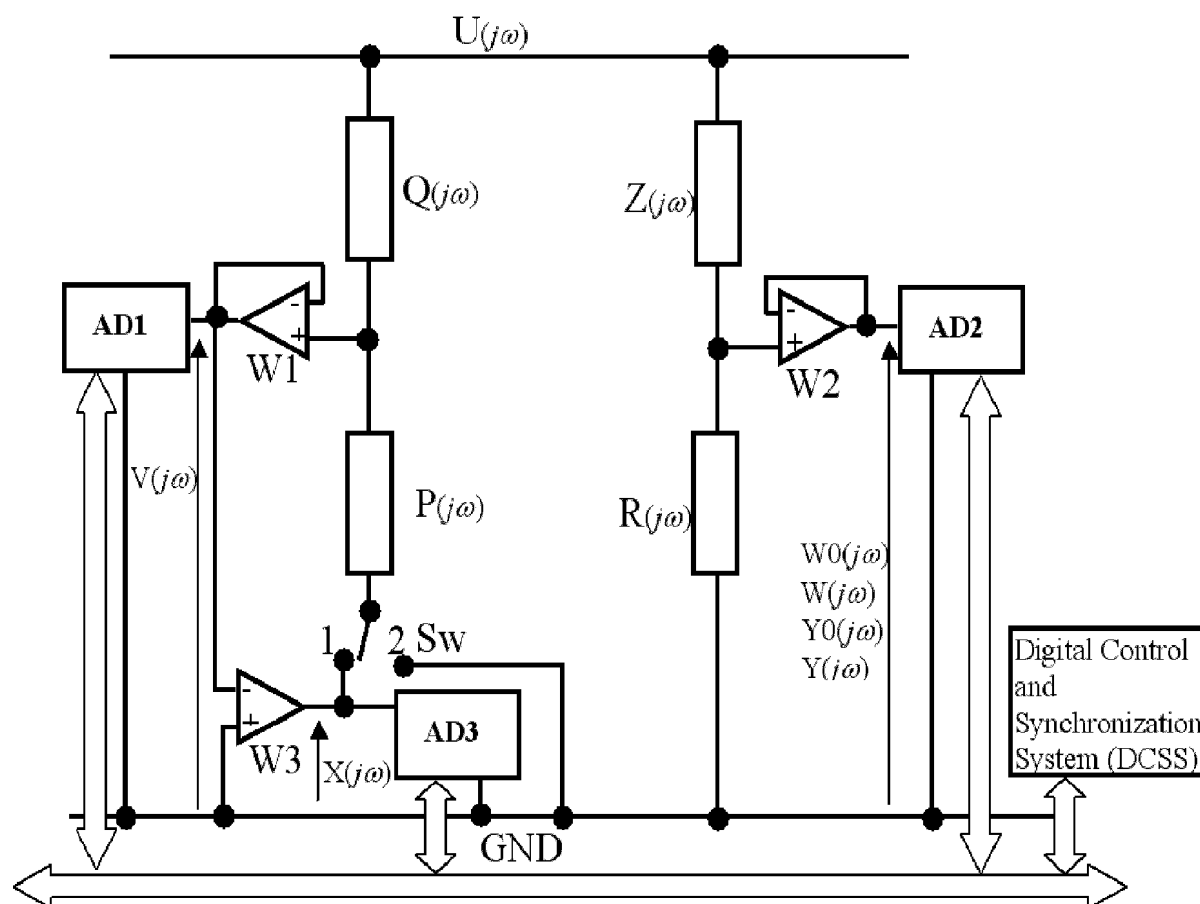 U(jω)
Q(jω)
Z(jω)
AD1
-
+
W1
-
+
W2
AD2
V(jω)
P(jω)
R(jω)
W0(jω)
W(jω)
Y0(jω)
Y(jω)
1
2 Sw
-
+
W3
X(jω)
AD3
GND
Digital Control
and
Synchronization
System (DCSS)